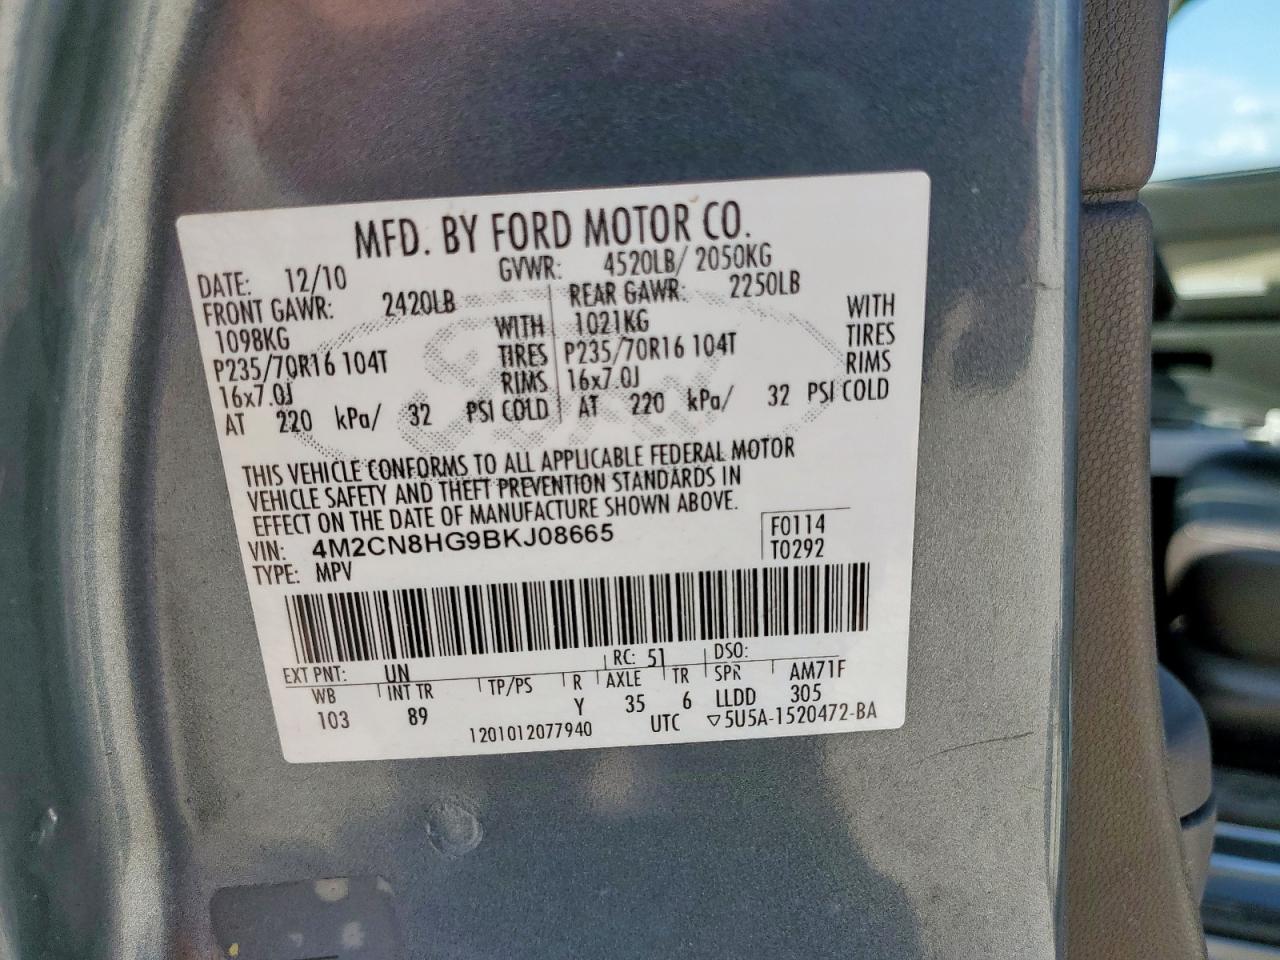 MFD. BY FORD MOTOR CO.
DATE: 12/10 GVWR: 4520LB/ 2050KG
FRONT GAWR: 2420LB REAR GAWR: 2250LB
1098KG WITH 1021KG WITH
P235/70R16 104T TIRES P235/70R16 104T TIRES
16x7.0J RIMS 16x7.0J RIMS
AT 220 kPa/ 32 PSI COLD AT 220 kPa/ 32 PSI COLD
THIS VEHICLE CONFORMS TO ALL APPLICABLE FEDERAL MOTOR
VEHICLE SAFETY AND THEFT PREVENTION STANDARDS IN
EFFECT ON THE DATE OF MANUFACTURE SHOWN ABOVE.
VIN: 4M2CN8HG9BKJ08665 F0114
TYPE: MPV T0292
EXT PNT: UN RC: 51 DSO:
WB INT TR TP/PS R AXLE TR SPR AM71F
103 89 Y 35 6 LLDD 305
1201012077940 UTC ▽5U5A-1520472-BA